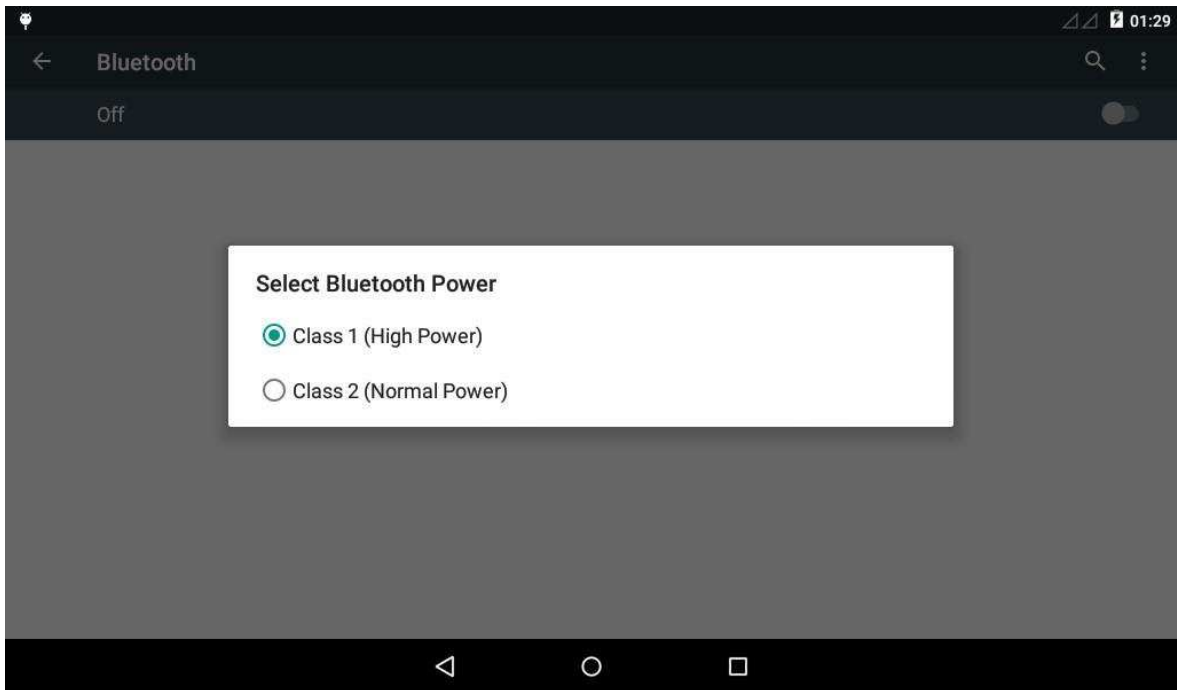 01:29
Bluetooth
Off
Select Bluetooth Power
Class 1 (High Power)
Class 2 (Normal Power)